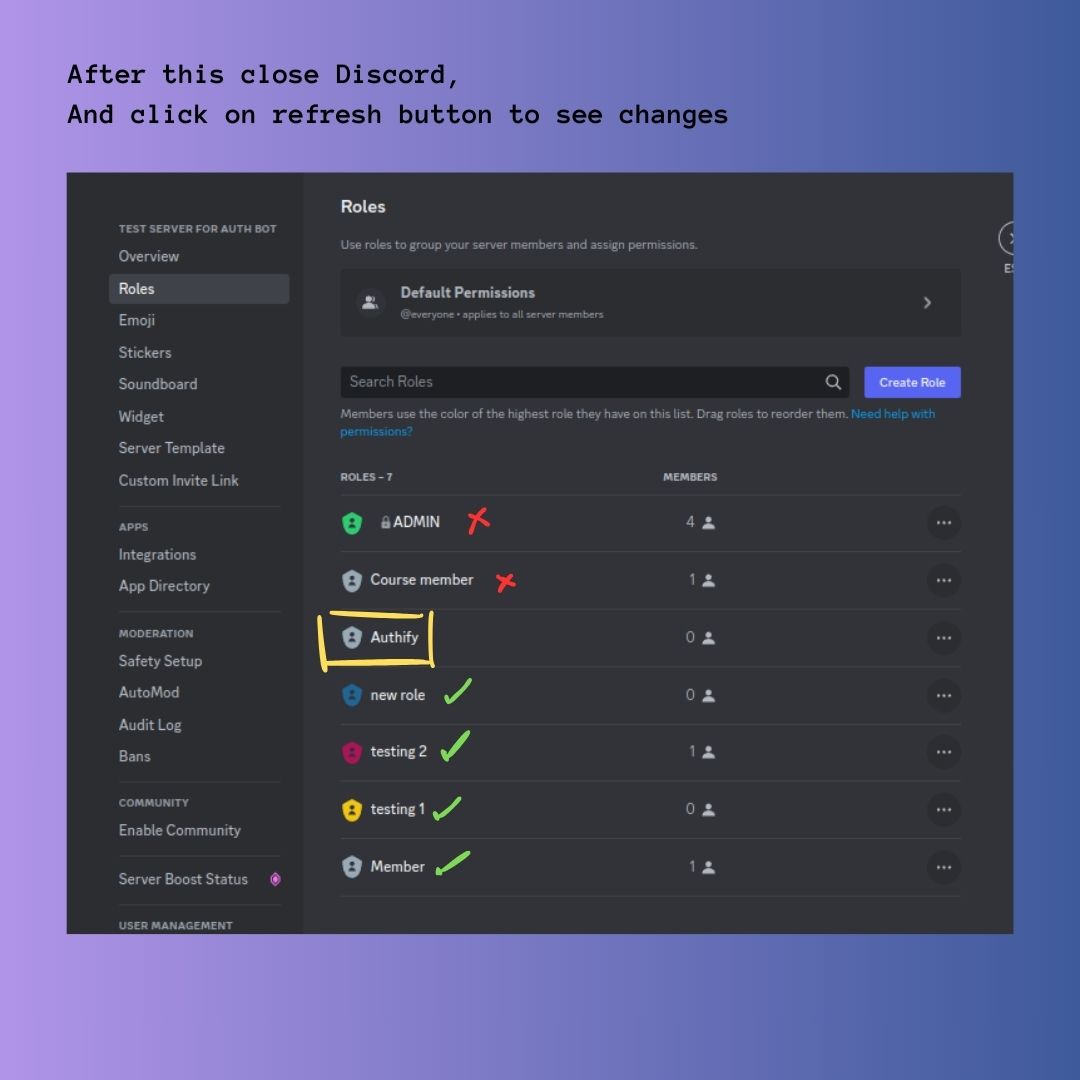 After this close Discord,
And click on refresh button to see changes
TEST SERVER FOR AUTH BOT
Overview
Roles
Emoji
Stickers
Soundboard
Widget
Server Template
Custom Invite Link
APPS
Integrations
App Directory
MODERATION
Safety Setup
AutoMod
Audit Log
Bans
COMMUNITY
Enable Community
Server Boost Status
USER MANAGEMENT
Roles
Use roles to group your server members and assign permissions.
Default Permissions
@everyone • applies to all server members
Search Roles
Create Role
Members use the color of the highest role they have on this list. Drag roles to reorder them. Need help with
permissions?
ROLES – 7 MEMBERS
ADMIN 4
Course member 1
Authify 0
new role 0
testing 2 1
testing 1 0
Member 1